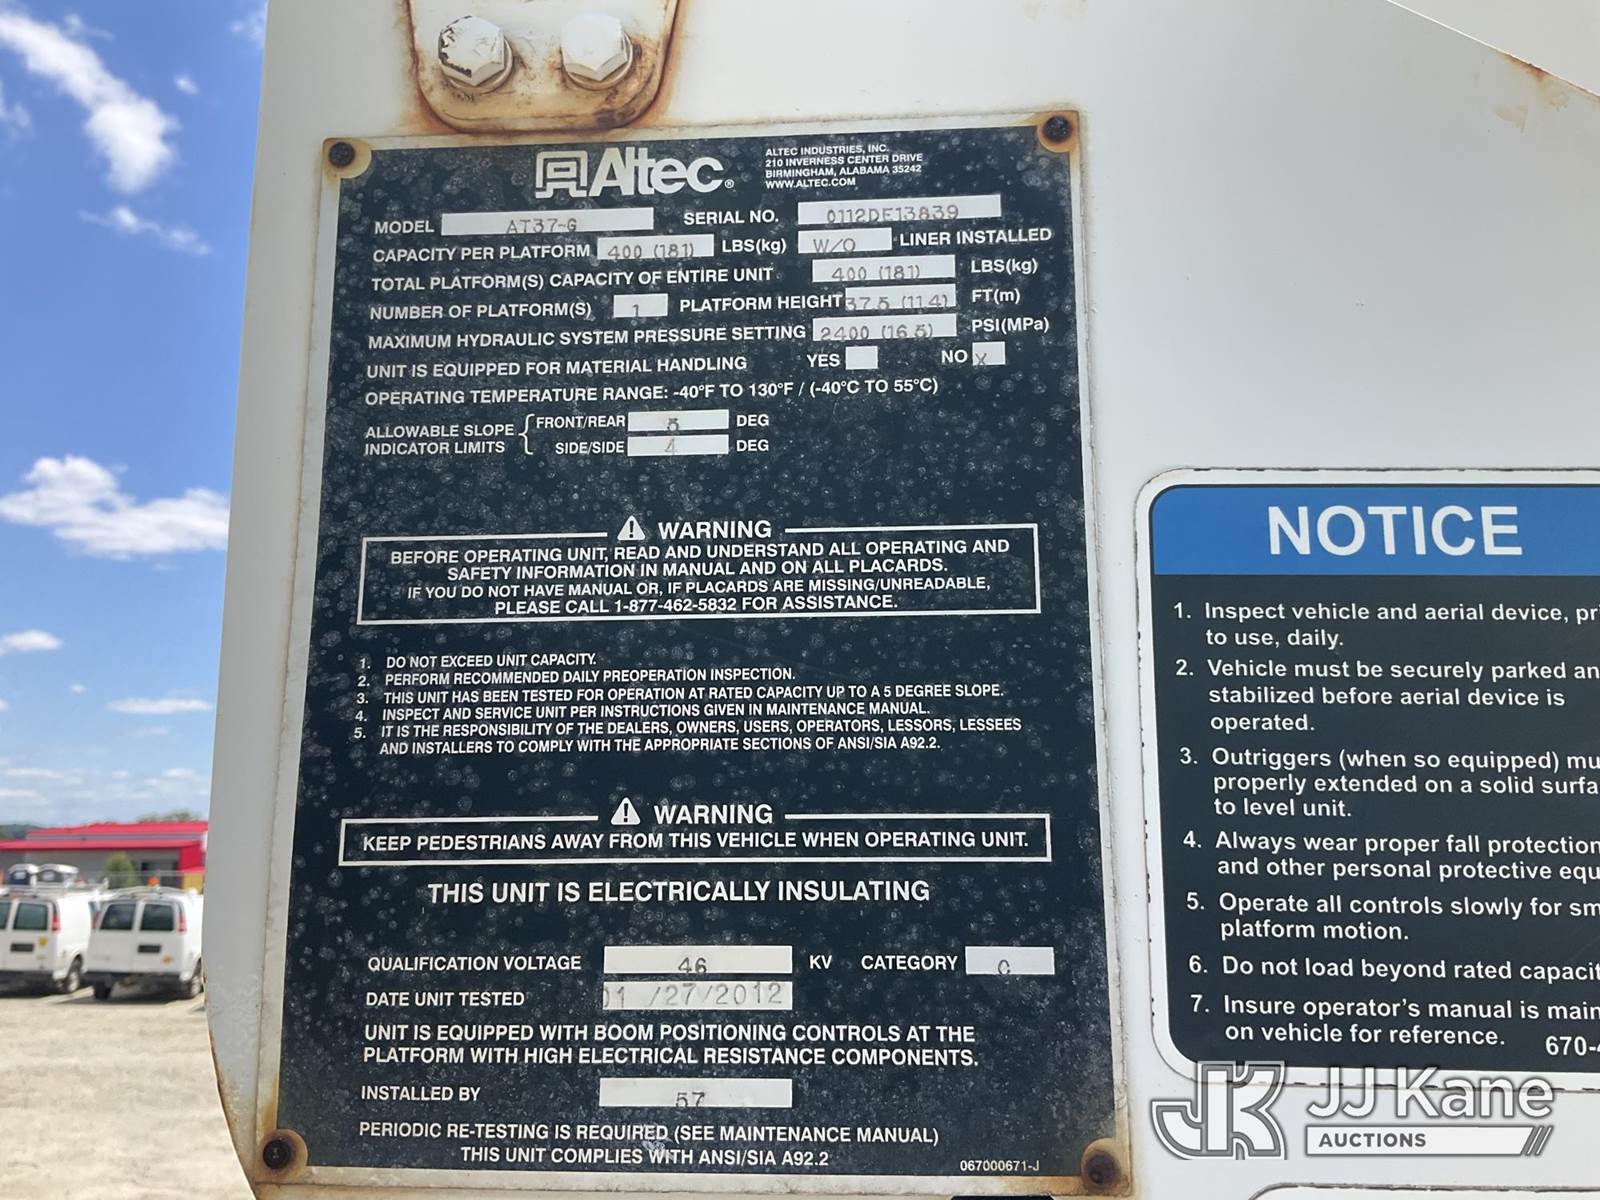 Altec®
ALTEC INDUSTRIES, INC.
210 INVERNESS CENTER DRIVE
BIRMINGHAM, ALABAMA 35242
WWW.ALTEC.COM
MODEL AT37-G SERIAL NO. 0112DE13839
CAPACITY PER PLATFORM 400 (181) LBS(kg) W/O LINER INSTALLED
TOTAL PLATFORM(S) CAPACITY OF ENTIRE UNIT 400 (181) LBS(kg)
NUMBER OF PLATFORM(S) 1 PLATFORM HEIGHT 37.5 (11.4) FT(m)
MAXIMUM HYDRAULIC SYSTEM PRESSURE SETTING 2400 (16.5) PSI(MPa)
UNIT IS EQUIPPED FOR MATERIAL HANDLING YES NO X
OPERATING TEMPERATURE RANGE: -40°F TO 130°F / (-40°C TO 55°C)
ALLOWABLE SLOPE INDICATOR LIMITS
FRONT/REAR 5 DEG
SIDE/SIDE 4 DEG
WARNING
BEFORE OPERATING UNIT, READ AND UNDERSTAND ALL OPERATING AND
SAFETY INFORMATION IN MANUAL AND ON ALL PLACARDS.
IF YOU DO NOT HAVE MANUAL OR, IF PLACARDS ARE MISSING/UNREADABLE,
PLEASE CALL 1-877-462-5832 FOR ASSISTANCE.
1. DO NOT EXCEED UNIT CAPACITY.
2. PERFORM RECOMMENDED DAILY PREOPERATION INSPECTION.
3. THIS UNIT HAS BEEN TESTED FOR OPERATION AT RATED CAPACITY UP TO A 5 DEGREE SLOPE.
4. INSPECT AND SERVICE UNIT PER INSTRUCTIONS GIVEN IN MAINTENANCE MANUAL.
5. IT IS THE RESPONSIBILITY OF THE DEALERS, OWNERS, USERS, OPERATORS, LESSORS, LESSEES
AND INSTALLERS TO COMPLY WITH THE APPROPRIATE SECTIONS OF ANSI/SIA A92.2.
WARNING
KEEP PEDESTRIANS AWAY FROM THIS VEHICLE WHEN OPERATING UNIT.
THIS UNIT IS ELECTRICALLY INSULATING
QUALIFICATION VOLTAGE 46 KV CATEGORY C
DATE UNIT TESTED 01 /27/2012
UNIT IS EQUIPPED WITH BOOM POSITIONING CONTROLS AT THE
PLATFORM WITH HIGH ELECTRICAL RESISTANCE COMPONENTS.
INSTALLED BY 57
PERIODIC RE-TESTING IS REQUIRED (SEE MAINTENANCE MANUAL)
THIS UNIT COMPLIES WITH ANSI/SIA A92.2
067000671-J
NOTICE
1. Inspect vehicle and aerial device, pri
to use, daily.
2. Vehicle must be securely parked an
stabilized before aerial device is
operated.
3. Outriggers (when so equipped) mu
properly extended on a solid surfa
to level unit.
4. Always wear proper fall protection
and other personal protective equ
5. Operate all controls slowly for sm
platform motion.
6. Do not load beyond rated capacit
7. Insure operator's manual is main
on vehicle for reference.
670-4
JK JJ Kane
AUCTIONS